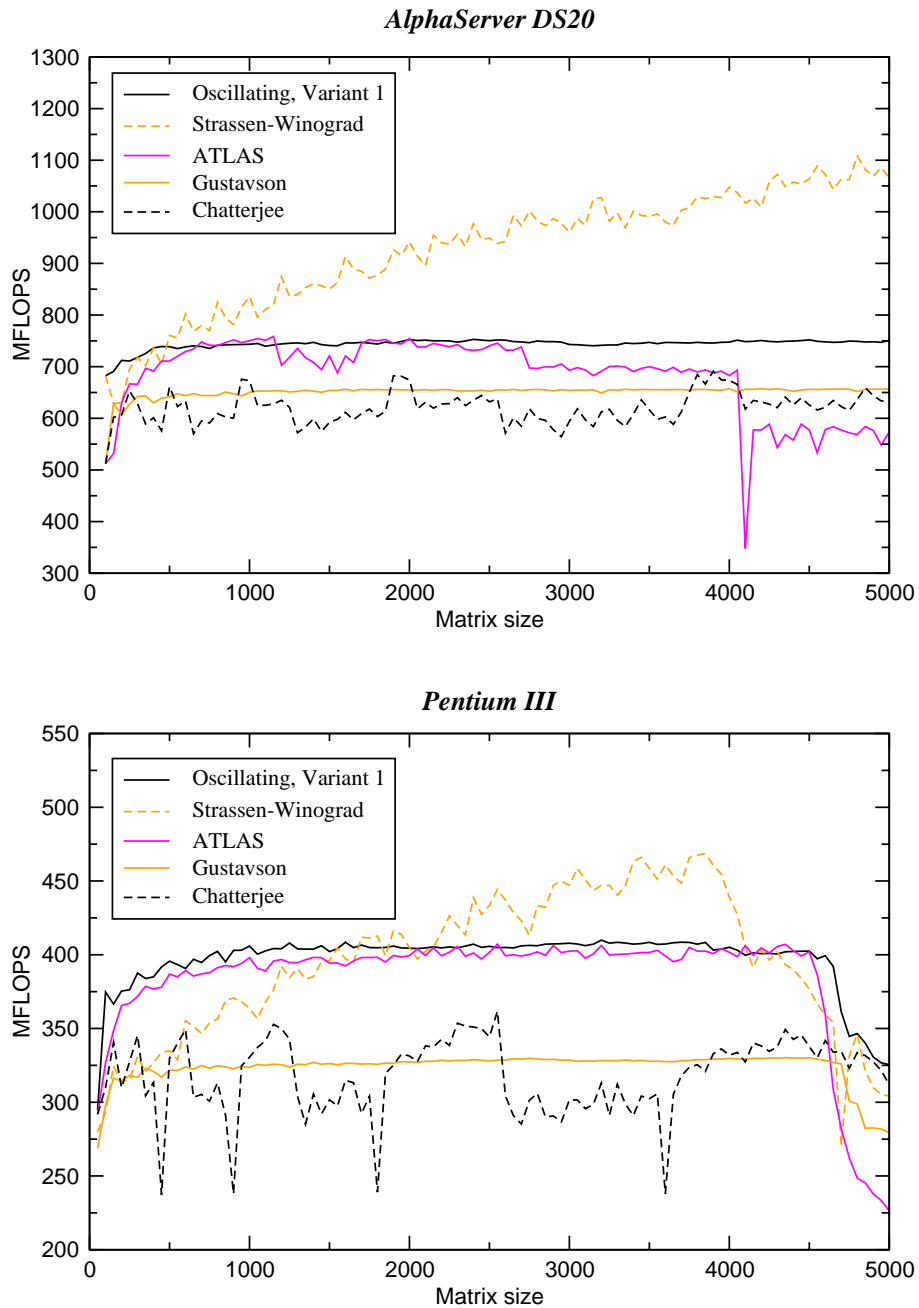 AlphaServer DS20
1300
1200
1100
1000
900
800
700
600
500
400
300
MFLOPS
Oscillating, Variant 1
Strassen-Winograd
ATLAS
Gustavson
Chatterjee
0 1000 2000 3000 4000 5000
Matrix size
Pentium III
550
500
450
400
350
300
250
200
MFLOPS
Oscillating, Variant 1
Strassen-Winograd
ATLAS
Gustavson
Chatterjee
0 1000 2000 3000 4000 5000
Matrix size